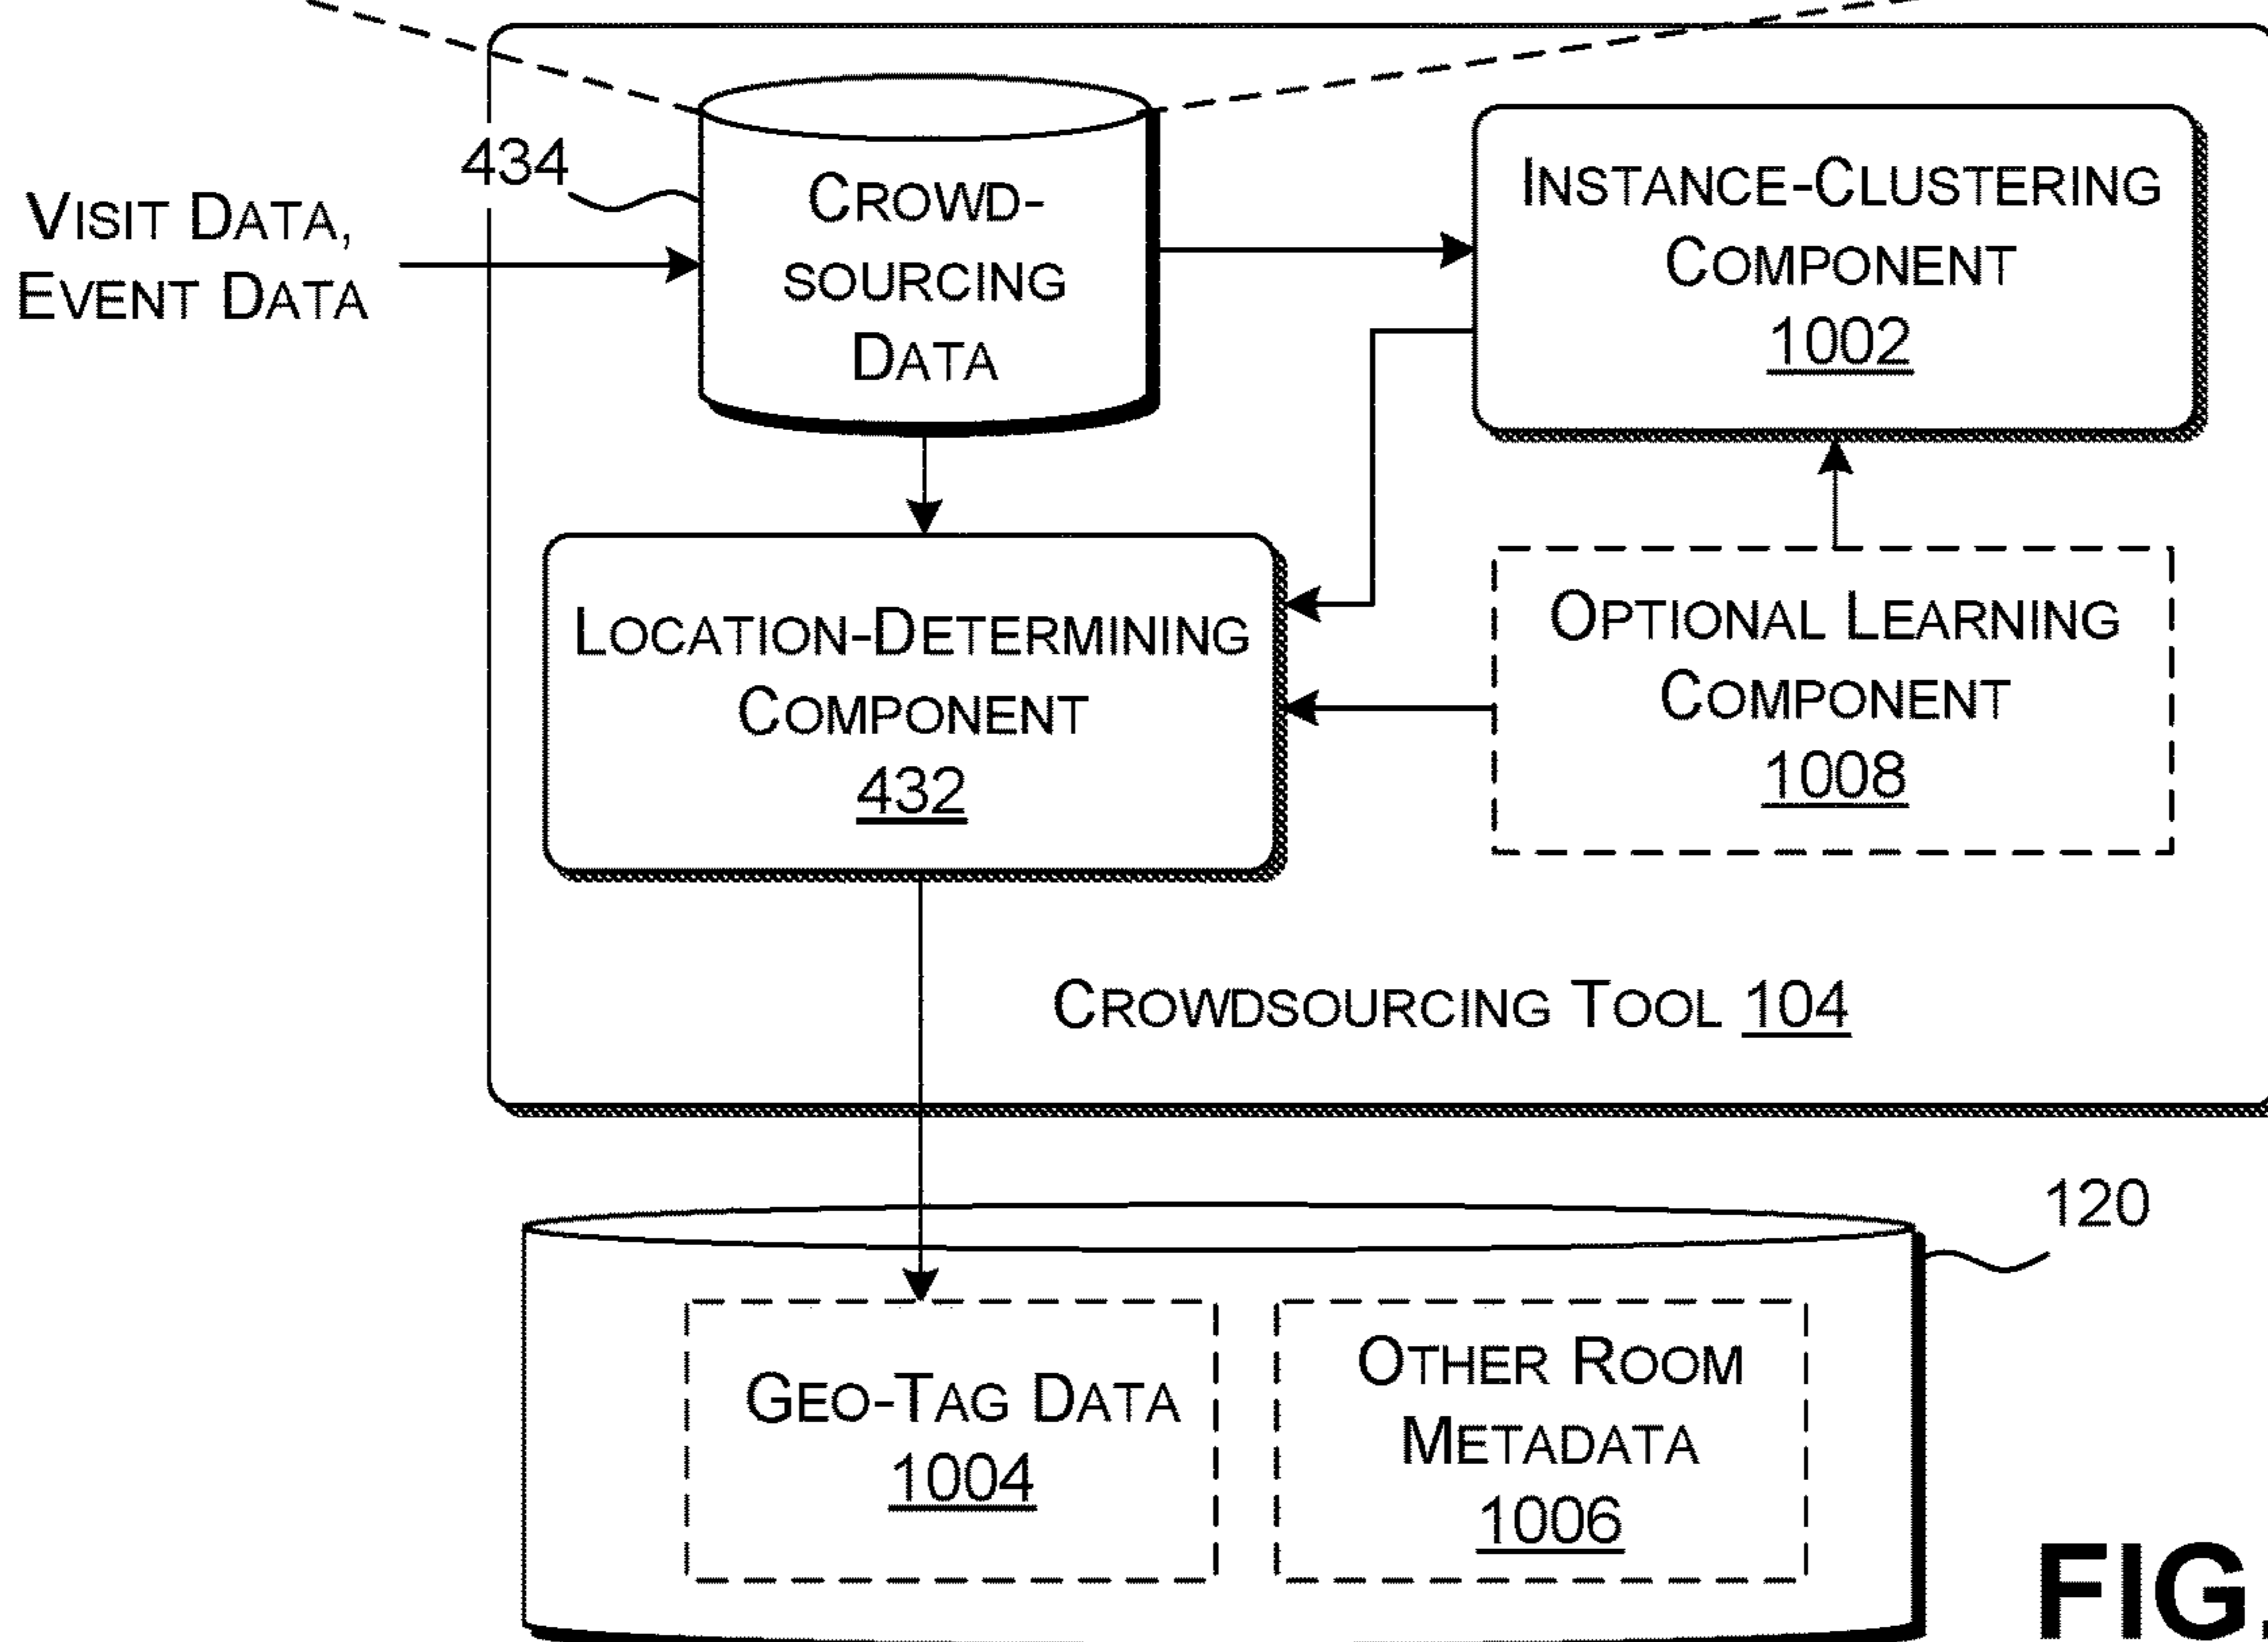 434
VISIT DATA,
EVENT DATA
CROWD-
SOURCING
DATA
INSTANCE-CLUSTERING
COMPONENT
1002
LOCATION-DETERMINING
COMPONENT
432
OPTIONAL LEARNING
COMPONENT
1008
CROWDSOURCING TOOL 104
120
GEO-TAG DATA
1004
OTHER ROOM
METADATA
1006
FIG.